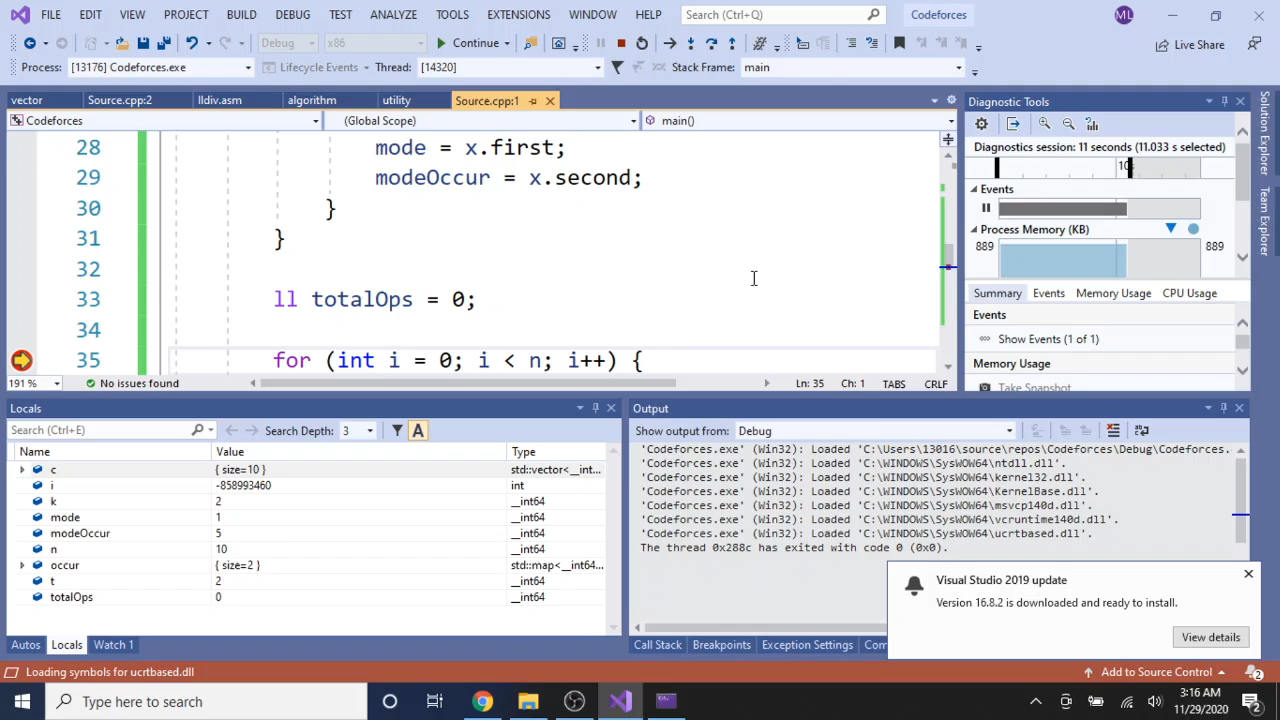 FILE EDIT VIEW PROJECT BUILD DEBUG TEST ANALYZE TOOLS EXTENSIONS WINDOW HELP Search (Ctrl+Q) Codeforces ML
Debug x86 Continue Live Share
Process: [13176] Codeforces.exe Lifecycle Events Thread: [14320] Stack Frame: main
vector Source.cpp:2 lldiv.asm algorithm utility Source.cpp:1
Codeforces (Global Scope) main()
28 mode = x.first;
29 modeOccur = x.second;
30 }
31 }
32
33 ll totalOps = 0;
34
35 for (int i = 0; i < n; i++) {
191 % No issues found Ln: 35 Ch: 1 TABS CRLF
Diagnostic Tools
Diagnostics session: 11 seconds (11.033 s selected)
10
Events
Process Memory (KB)
889 889
Summary Events Memory Usage CPU Usage
Events
Show Events (1 of 1)
Memory Usage
Take Snapshot
Solution Explorer
Team Explorer
Locals
Search (Ctrl+E) Search Depth: 3 A
Name Value Type
c { size=10 } std::vector<__int...
i -858993460 int
k 2 __int64
mode 1 __int64
modeOccur 5 __int64
n 10 __int64
occur { size=2 } std::map<__int64...
t 2 __int64
totalOps 0 __int64
Autos Locals Watch 1
Output
Show output from: Debug
'Codeforces.exe' (Win32): Loaded 'C:\Users\13016\source\repos\Codeforces\Debug\Codeforces.
'Codeforces.exe' (Win32): Loaded 'C:\WINDOWS\SysWOW64\ntdll.dll'.
'Codeforces.exe' (Win32): Loaded 'C:\WINDOWS\SysWOW64\kernel32.dll'.
'Codeforces.exe' (Win32): Loaded 'C:\WINDOWS\SysWOW64\KernelBase.dll'.
'Codeforces.exe' (Win32): Loaded 'C:\WINDOWS\SysWOW64\msvcp140d.dll'.
'Codeforces.exe' (Win32): Loaded 'C:\WINDOWS\SysWOW64\vcruntime140d.dll'.
'Codeforces.exe' (Win32): Loaded 'C:\WINDOWS\SysWOW64\ucrtbased.dll'.
The thread 0x288c has exited with code 0 (0x0).
Call Stack Breakpoints Exception Settings Com
Visual Studio 2019 update
Version 16.8.2 is downloaded and ready to install.
View details
Loading symbols for ucrtbased.dll Add to Source Control 2
Type here to search
3:16 AM
11/29/2020 2